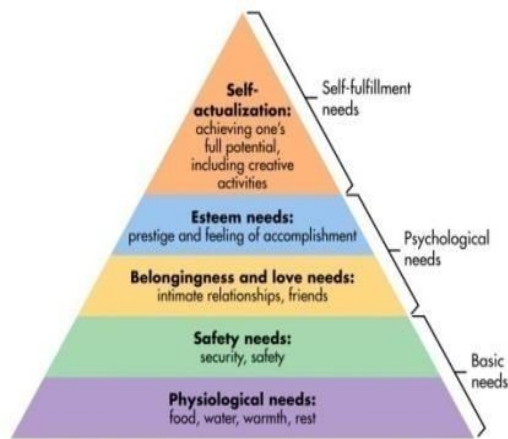 Self-
actualization:
achieving one's
full potential,
including creative
activities
Self-fulfillment
needs
Esteem needs:
prestige and feeling of accomplishment
Belongingness and love needs:
intimate relationships, friends
Psychological
needs
Safety needs:
security, safety
Physiological needs:
food, water, warmth, rest
Basic
needs